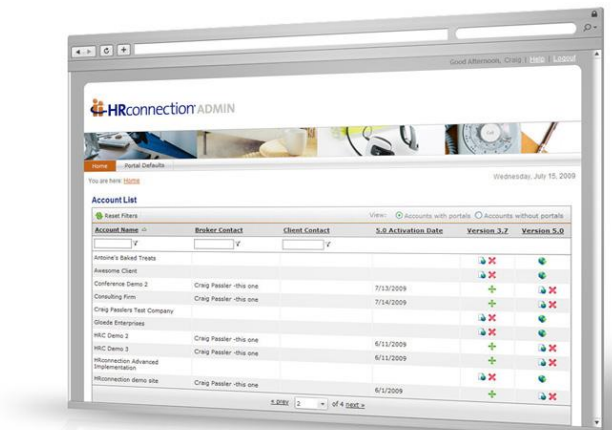 Good Afternoon, Craig | Help | Logout
HRconnection ADMIN
Home Portal Defaults
You are here: Home
Wednesday, July 15, 2009
Account List
Reset Filters View: Accounts with portals Accounts without portals
Account Name Broker Contact Client Contact 5.0 Activation Date Version 3.7 Version 5.0
Antoine's Baked Treats
Awesome Client
Conference Demo 2 Craig Passler -this one 7/13/2009
Consulting Firm Craig Passler -this one 7/14/2009
Craig Passlers Test Company
Gloede Enterprises
HRC Demo 2 Craig Passler -this one 6/11/2009
HRC Demo 3 Craig Passler -this one 6/11/2009
HRconnection Advanced
Implementation
HRconnection demo site Craig Passler -this one 6/1/2009
< prev 2 of 4 next >